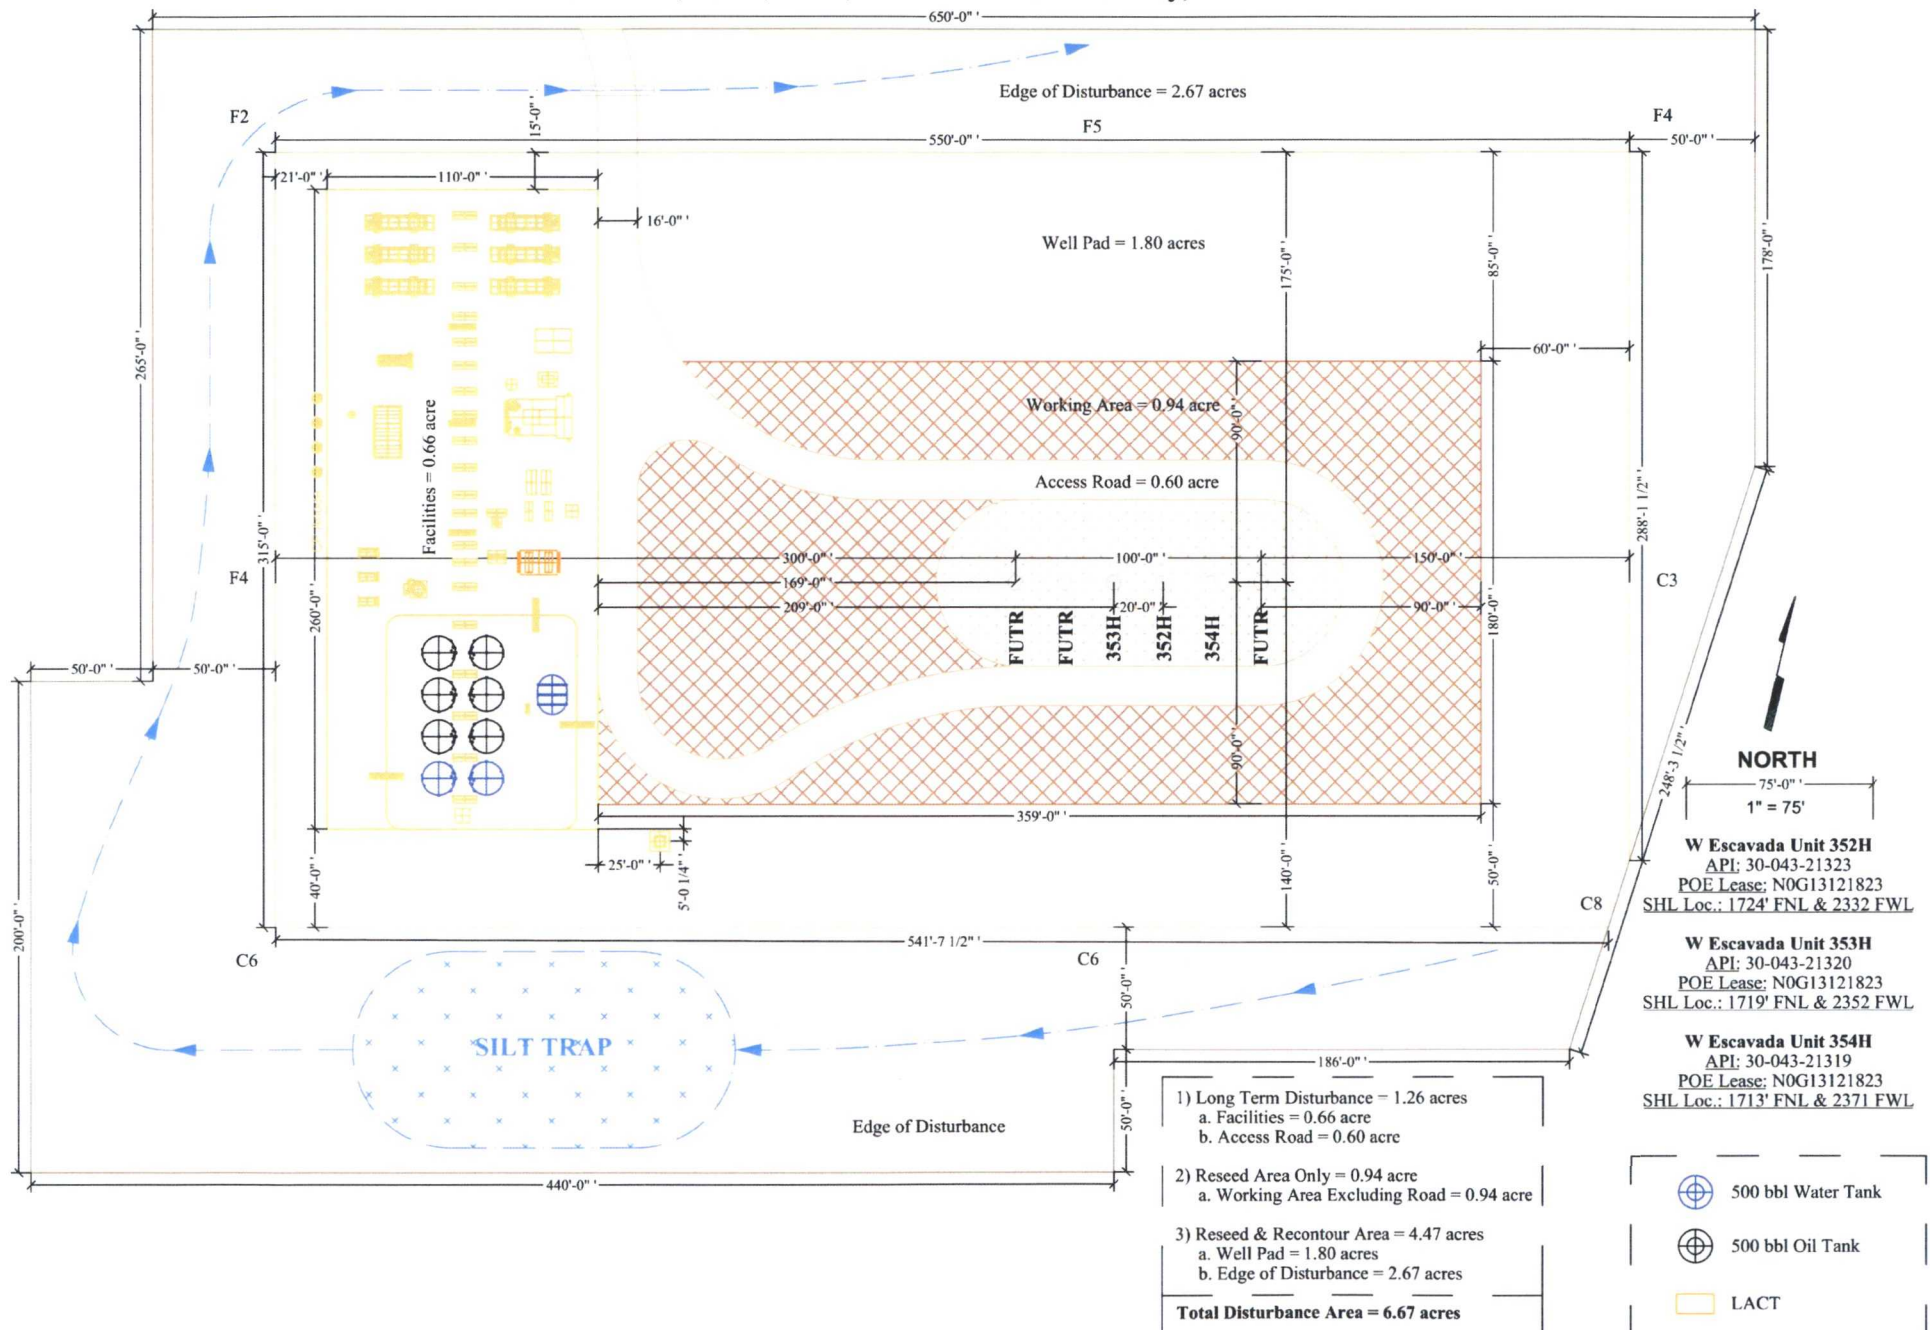 650'-0" '
Edge of Disturbance = 2.67 acres
F2
15'-0" '
F5
F4
550'-0" '
50'-0" '
21'-0" '
110'-0" '
16'-0" '
Well Pad = 1.80 acres
175'-0" '
85'-0" '
178'-0" '
265'-0" '
60'-0" '
Working Area = 0.94 acre
90'-0" '
Facilities = 0.66 acre
Access Road = 0.60 acre
288'-1 1/2" '
315'-0" '
F4
300'-0" '
100'-0" '
150'-0" '
C3
169'-0" '
260'-0" '
209'-0" '
20'-0" '
90'-0" '
180'-0" '
FUTR
FUTR
353H
352H
354H
FUTR
50'-0" '
50'-0" '
90'-0" '
248'-3 1/2" '
NORTH
75'-0" '
1" = 75'
359'-0" '
W Escavada Unit 352H
API: 30-043-21323
POE Lease: N0G13121823
SHL Loc.: 1724' FNL & 2332 FWL
25'-0" '
5'-0 1/4" '
40'-0" '
140'-0" '
50'-0" '
C8
200'-0" '
541'-7 1/2" '
C6
C6
W Escavada Unit 353H
API: 30-043-21320
POE Lease: N0G13121823
SHL Loc.: 1719' FNL & 2352 FWL
50'-0" '
SILT TRAP
186'-0" '
W Escavada Unit 354H
API: 30-043-21319
POE Lease: N0G13121823
SHL Loc.: 1713' FNL & 2371 FWL
50'-0" '
Edge of Disturbance
440'-0" '
1) Long Term Disturbance = 1.26 acres
a. Facilities = 0.66 acre
b. Access Road = 0.60 acre
2) Reseed Area Only = 0.94 acre
a. Working Area Excluding Road = 0.94 acre
3) Reseed & Recontour Area = 4.47 acres
a. Well Pad = 1.80 acres
b. Edge of Disturbance = 2.67 acres
Total Disturbance Area = 6.67 acres
500 bbl Water Tank
500 bbl Oil Tank
LACT